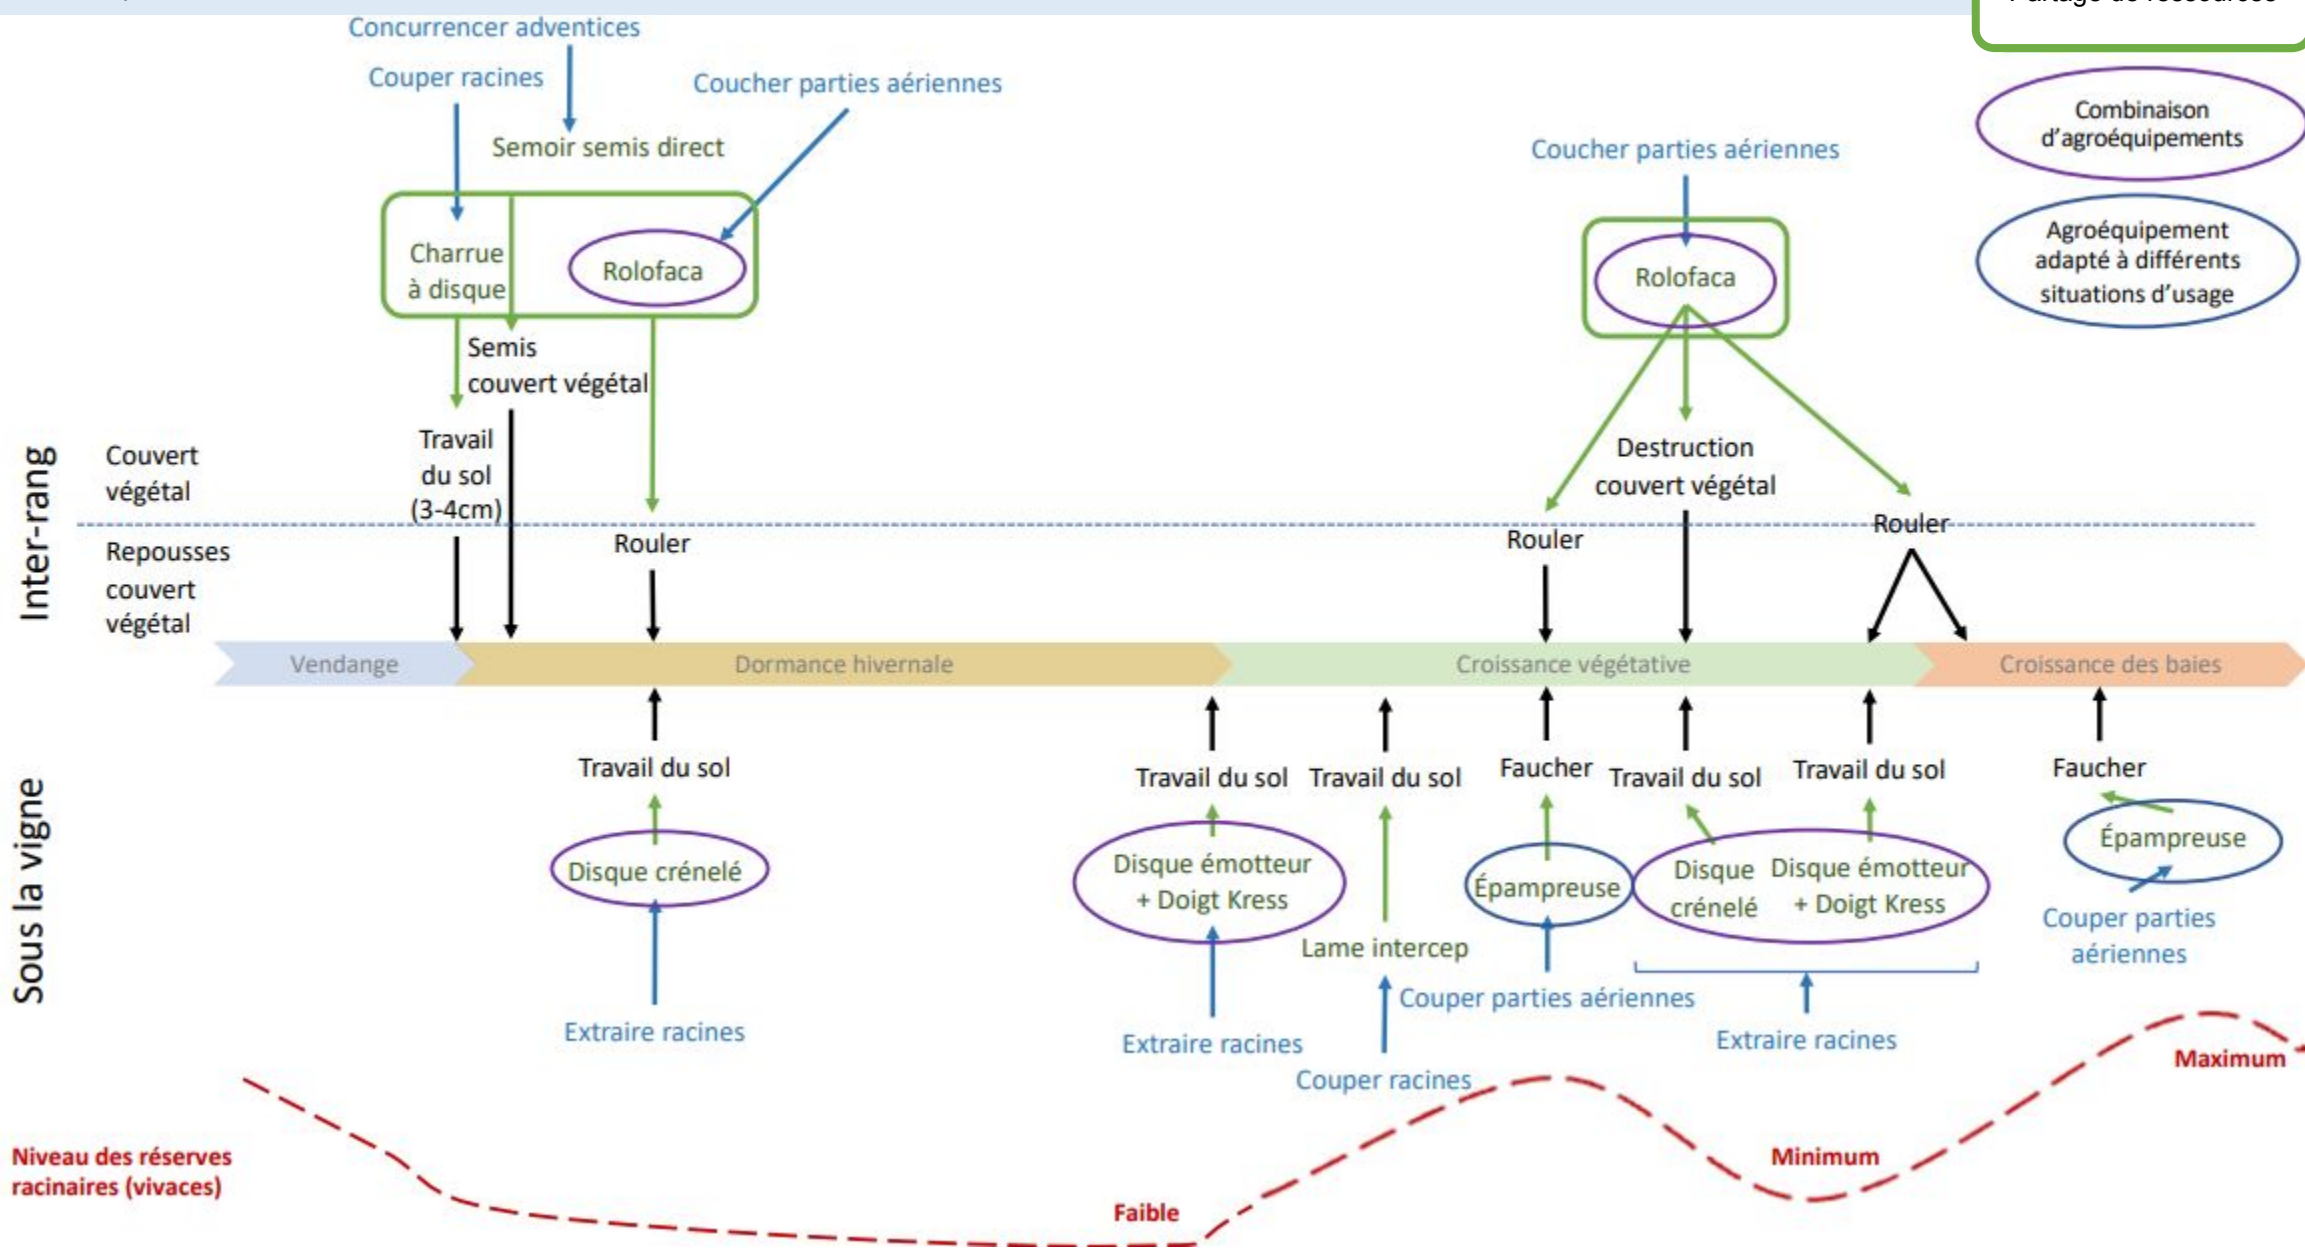 Partage de ressources
Combinaison
d'agroéquipements
Agroéquipement
adapté à différents
situations d'usage
Concurrencer adventices
Couper racines
Coucher parties aériennes
Semoir semis direct
Charrue
à disque
Rolofaca
Semis
couvert végétal
Travail
du sol
(3-4cm)
Rouler
Coucher parties aériennes
Rolofaca
Destruction
couvert végétal
Rouler
Rouler
Inter-rang
Couvert
végétal
Repousses
couvert
végétal
Vendange
Dormance hivernale
Croissance végétative
Croissance des baies
Sous la vigne
Travail du sol
Disque crénelé
Extraire racines
Travail du sol
Disque émotteur
+ Doigt Kress
Extraire racines
Travail du sol
Lame intercep
Couper racines
Faucher
Épampreuse
Couper parties aériennes
Travail du sol
Disque
crénelé
Travail du sol
Disque émotteur
+ Doigt Kress
Extraire racines
Faucher
Épampreuse
Couper parties
aériennes
Niveau des réserves
racinaires (vivaces)
Faible
Minimum
Maximum